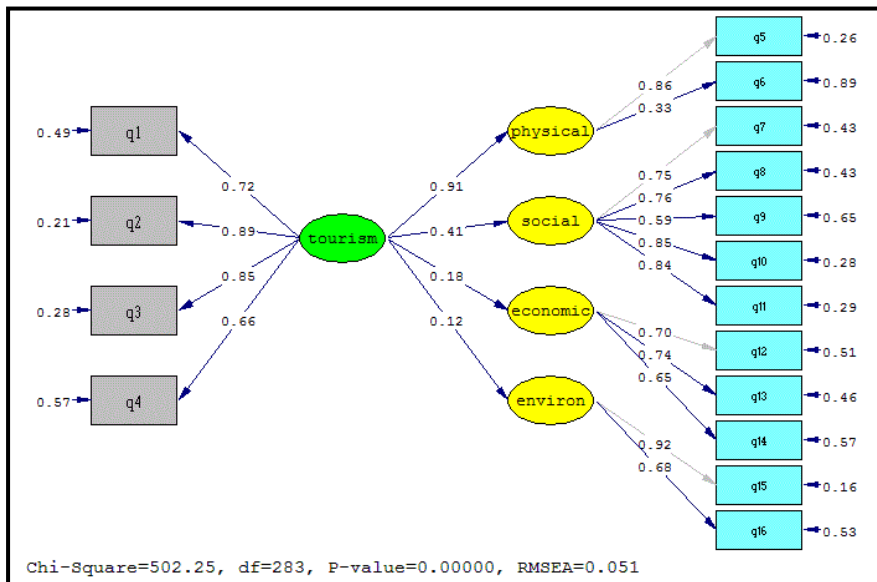 q5
0.26
q6
0.89
0.86
0.33
0.49
q1
physical
q7
0.43
0.72
0.91
0.75
q8
0.43
0.76
0.21
q2
social
0.59
q9
0.65
0.89
tourism
0.41
0.85
q10
0.28
0.84
0.85
0.18
0.28
q3
economic
q11
0.29
0.66
0.12
0.70
q12
0.51
0.74
0.65
q13
0.46
0.57
q4
environ
q14
0.57
0.92
0.68
q15
0.16
q16
0.53
Chi-Square=502.25, df=283, P-value=0.00000, RMSEA=0.051